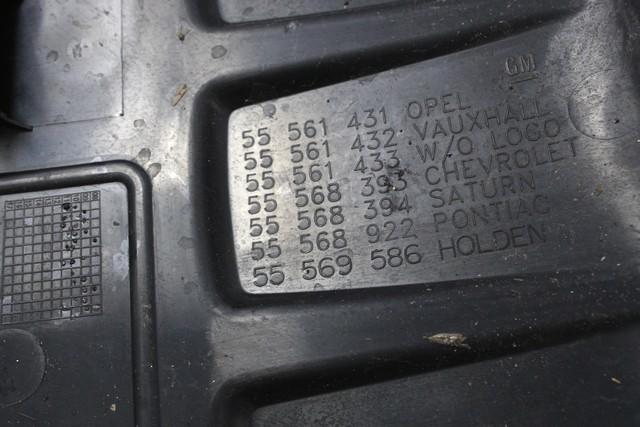 GM
55 561 431 OPEL
55 561 432 VAUXHALL
55 561 433 W/O LOGO
55 568 393 CHEVROLET
55 568 394 SATURN
55 568 922 PONTIAC
55 569 586 HOLDEN